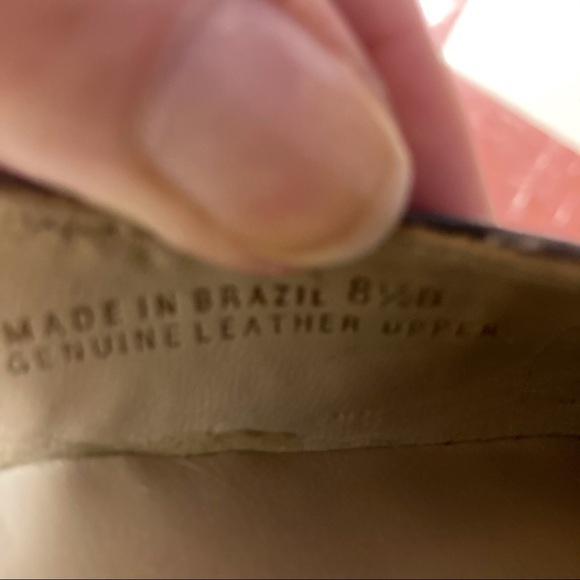 MADE IN BRAZIL 8½B
GENUINE LEATHER UPPER